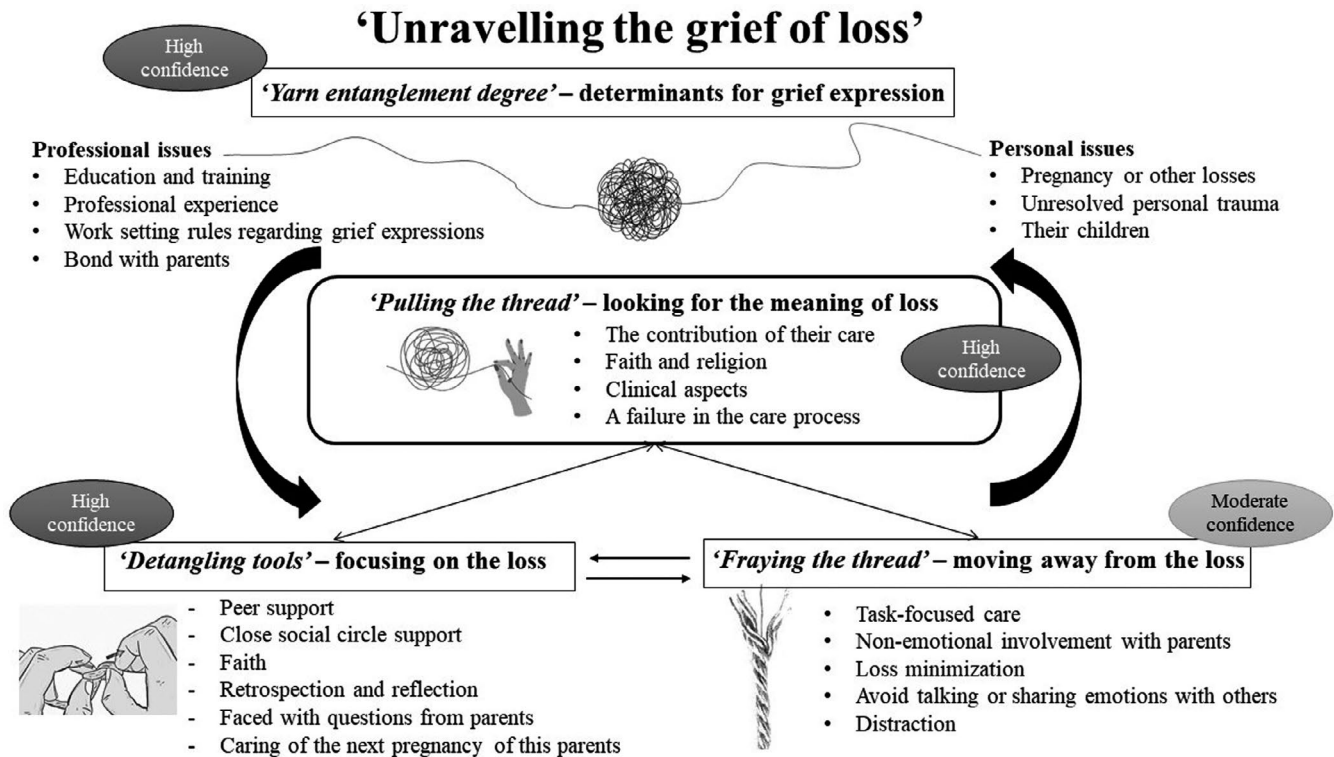 ‘Unravelling the grief of loss’
High
confidence
‘Yarn entanglement degree’ – determinants for grief expression
Professional issues
• Education and training
• Professional experience
• Work setting rules regarding grief expressions
• Bond with parents
Personal issues
• Pregnancy or other losses
• Unresolved personal trauma
• Their children
‘Pulling the thread’ – looking for the meaning of loss
• The contribution of their care
• Faith and religion
• Clinical aspects
• A failure in the care process
High
confidence
High
confidence
‘Detangling tools’ – focusing on the loss
- Peer support
- Close social circle support
- Faith
- Retrospection and reflection
- Faced with questions from parents
- Caring of the next pregnancy of this parents
Moderate
confidence
‘Fraying the thread’ – moving away from the loss
• Task-focused care
• Non-emotional involvement with parents
• Loss minimization
• Avoid talking or sharing emotions with others
• Distraction